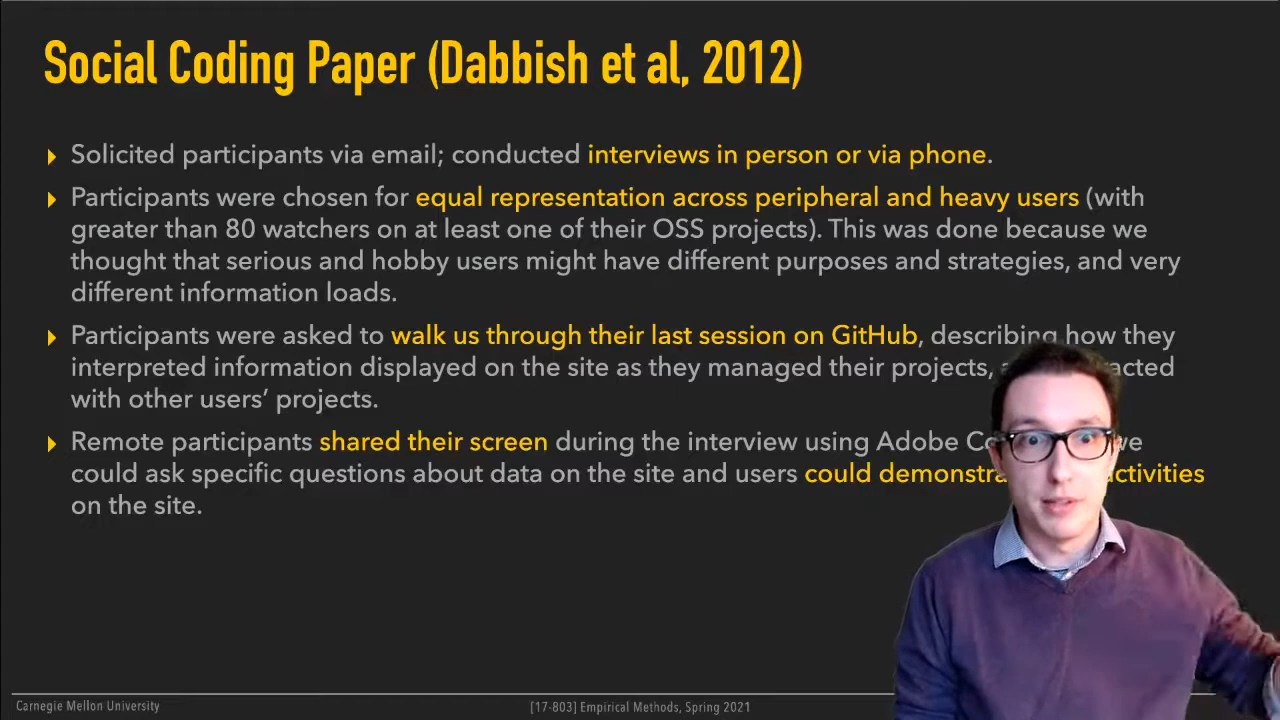 Social Coding Paper (Dabbish et al, 2012)
Solicited participants via email; conducted interviews in person or via phone.
Participants were chosen for equal representation across peripheral and heavy users (with
greater than 80 watchers on at least one of their OSS projects). This was done because we
thought that serious and hobby users might have different purposes and strategies, and very
different information loads.
Participants were asked to walk us through their last session on GitHub, describing how they
interpreted information displayed on the site as they managed their projects,
with other users’ projects.
Remote participants shared their screen during the interview using Adobe
could ask specific questions about data on the site and users could activities
on the site.
Carnegie Mellon University
[17-803] Empirical Methods, Spring 2021